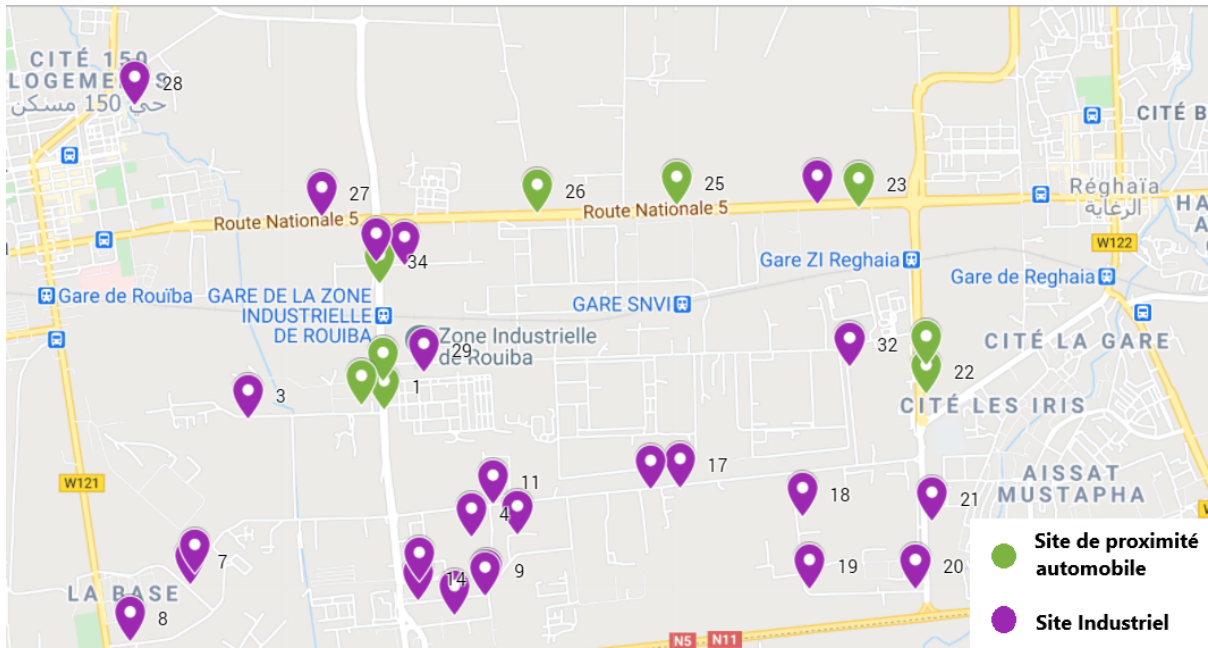 CITÉ 150
LOGEMENTS
حي 150 مسكن
28
27
26
25
23
Route Nationale 5
Route Nationale 5
Réghaïa
الرغاية
CITÉ B
HA
W122
34
Gare ZI Reghaia
Gare de Reghaia
Gare de Rouïba
GARE DE LA ZONE
INDUSTRIELLE
DE ROUIBA
GARE SNVI
Zone Industrielle
de Rouiba
29
32
CITÉ LA GARE
22
3
1
CITÉ LES IRIS
17
AISSAT
MUSTAPHA
W121
11
18
21
4
7
14
9
19
20
LA BASE
8
N5
N11
Site de proximité
automobile
Site Industriel